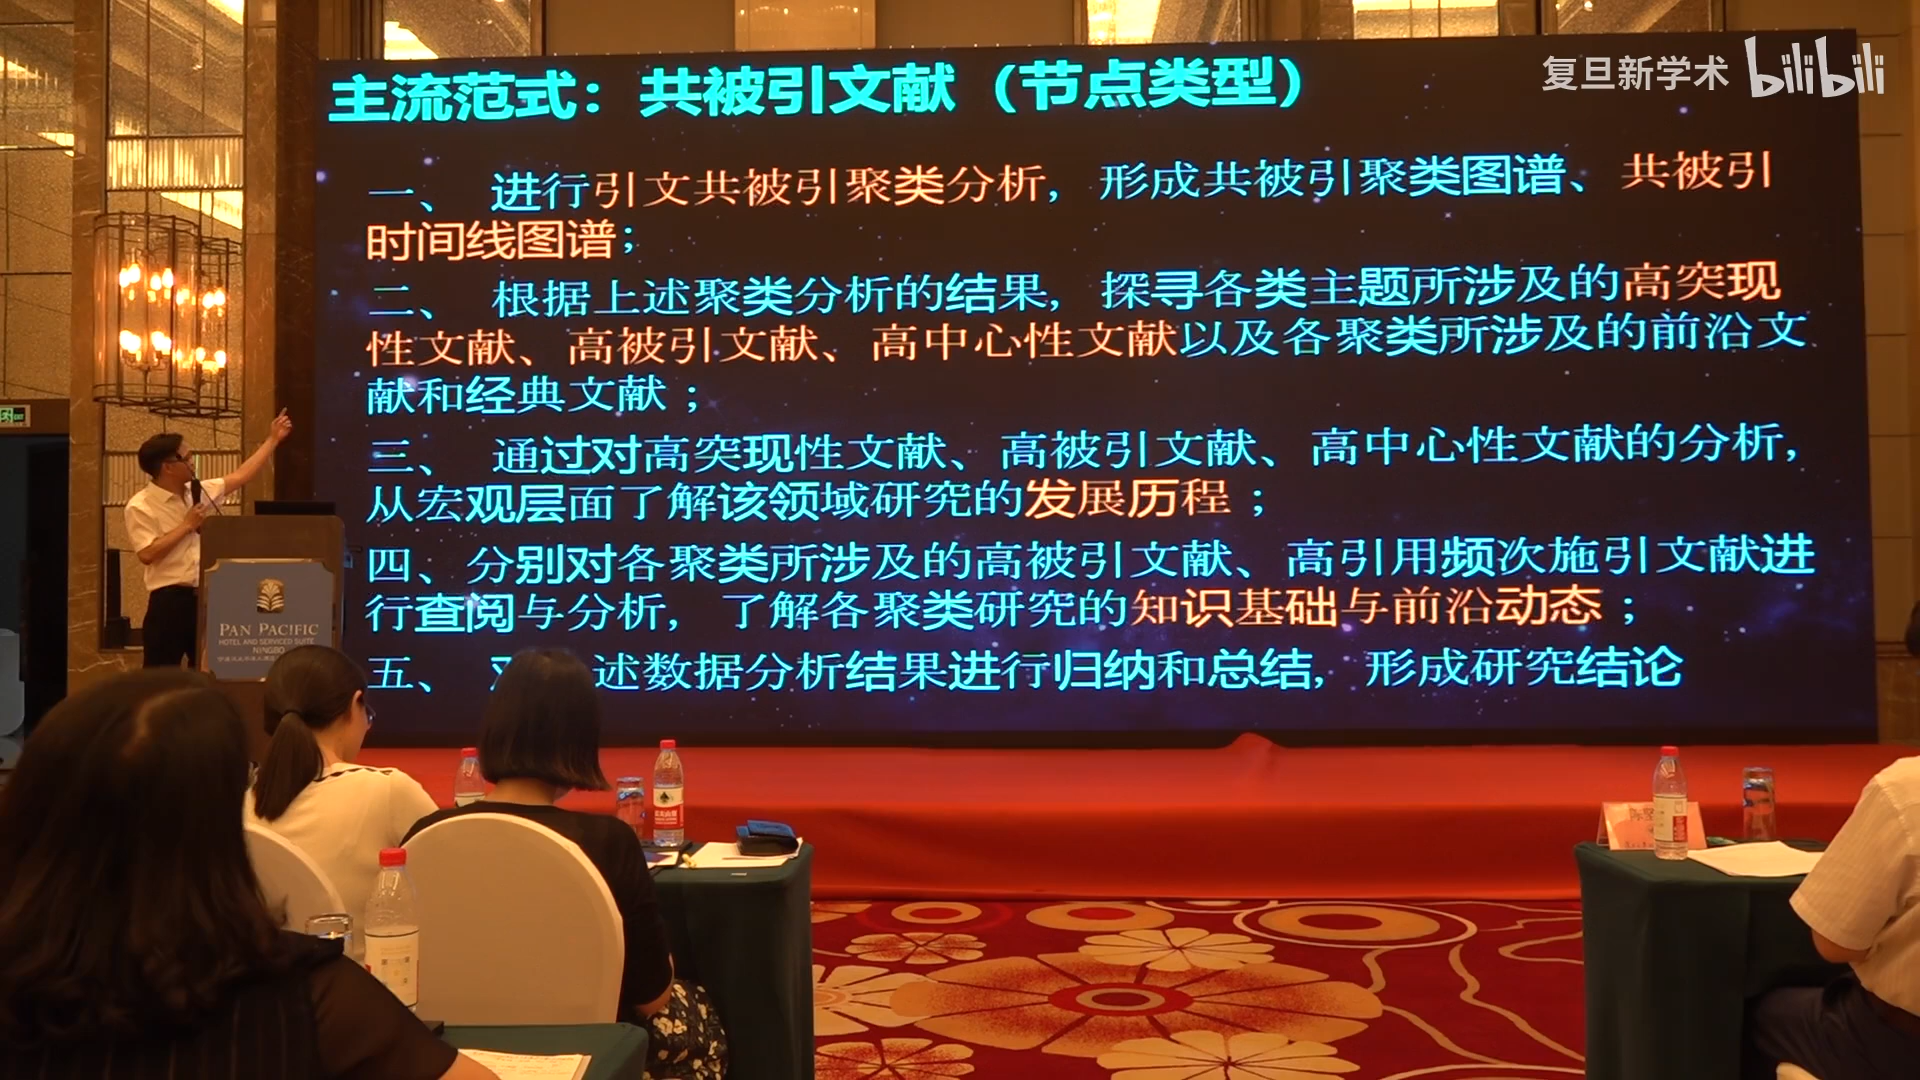 复旦新学术 bilibili
主流范式：共被引文献（节点类型）
一、 进行引文共被引聚类分析，形成共被引聚类图谱、共被引
时间线图谱；
二、 根据上述聚类分析的结果，探寻各类主题所涉及的高突现
性文献、高被引文献、高中心性文献以及各聚类所涉及的前沿文
献和经典文献；
三、 通过对高突现性文献、高被引文献、高中心性文献的分析，
从宏观层面了解该领域研究的发展历程；
四、分别对各聚类所涉及的高被引文献、高引用频次施引文献进
行查阅与分析，了解各聚类研究的知识基础与前沿动态；
五、 述数据分析结果进行归纳和总结，形成研究结论
EXIT
PAN PACIFIC
HOTEL AND SERVICED SUITE
NINGBO